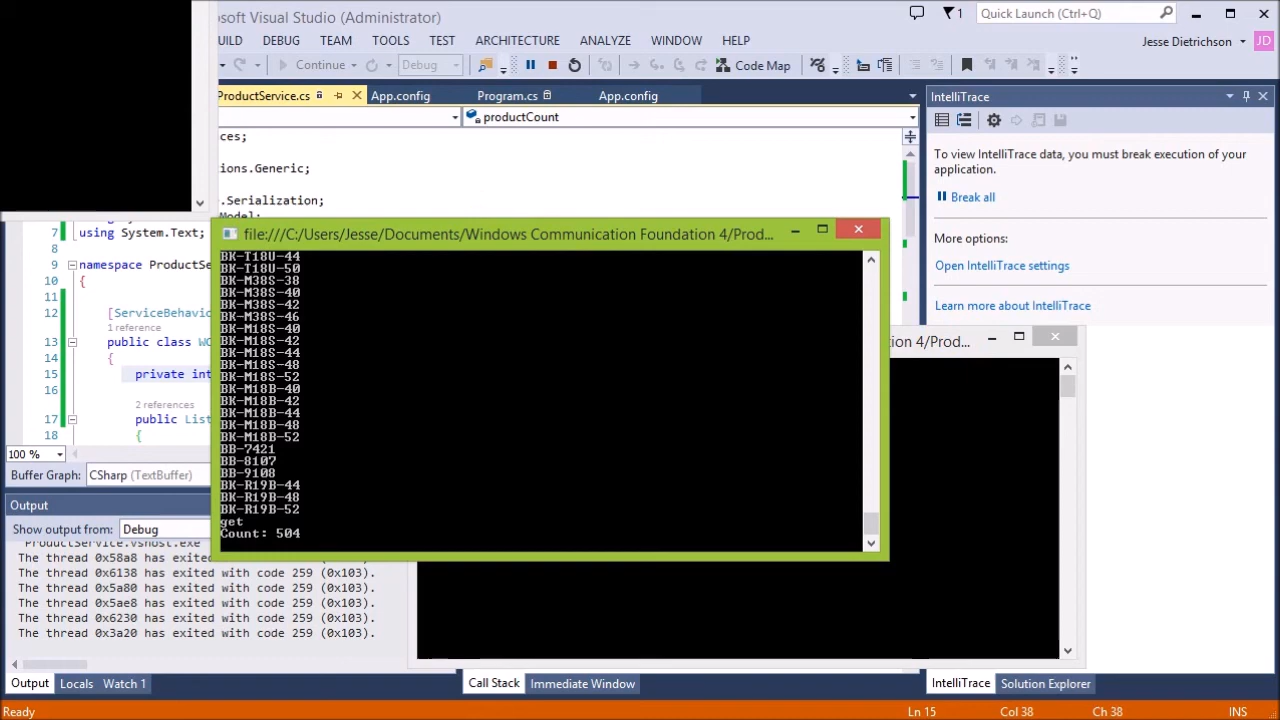 osoft Visual Studio (Administrator)
1
Quick Launch (Ctrl+Q)
UILD DEBUG TEAM TOOLS TEST ARCHITECTURE ANALYZE WINDOW HELP
Jesse Dietrichson
JD
Continue
Debug
Code Map
ProductService.cs
App.config
Program.cs
App.config
IntelliTrace
productCount
ces;
ions.Generic;
.Serialization;
Model;
To view IntelliTrace data, you must break execution of your
application.
Break all
More options:
Open IntelliTrace settings
Learn more about IntelliTrace
7 using System.Text;
8
9 namespace ProductSe
10 {
11
12 [ServiceBehavio
1 reference
13 public class WC
14 {
15 private int
16
2 references
17 public List
18 {
100 %
Buffer Graph: CSharp (TextBuffer)
file:///C:/Users/Jesse/Documents/Windows Communication Foundation 4/Prod...
BK-T18U-44
BK-T18U-50
BK-M38S-38
BK-M38S-40
BK-M38S-42
BK-M38S-46
BK-M18S-40
BK-M18S-42
BK-M18S-44
BK-M18S-48
BK-M18S-52
BK-M18B-40
BK-M18B-42
BK-M18B-44
BK-M18B-48
BK-M18B-52
BB-7421
BB-8107
BB-9108
BK-R19B-44
BK-R19B-48
BK-R19B-52
get
Count: 504
ion 4/Prod...
Output
Show output from: Debug
ProductService.vshost.exe
The thread 0x58a8 has exited with code 259 (0x103).
The thread 0x6138 has exited with code 259 (0x103).
The thread 0x5a80 has exited with code 259 (0x103).
The thread 0x5ae8 has exited with code 259 (0x103).
The thread 0x6230 has exited with code 259 (0x103).
The thread 0x3a20 has exited with code 259 (0x103).
Output Locals Watch 1
Call Stack Immediate Window
IntelliTrace Solution Explorer
Ready
Ln 15 Col 38 Ch 38 INS